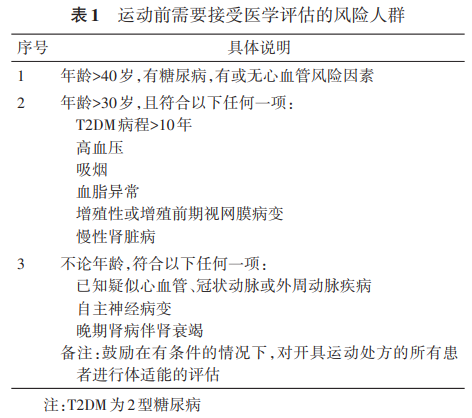 表1 运动前需要接受医学评估的风险人群
序号 具体说明
1 年龄>40岁,有糖尿病,有或无心血管风险因素
2 年龄>30岁,且符合以下任何一项:
T2DM病程>10年
高血压
吸烟
血脂异常
增殖性或增殖前期视网膜病变
慢性肾脏病
3 不论年龄,符合以下任何一项:
已知疑似心血管、冠状动脉或外周动脉疾病
自主神经病变
晚期肾病伴肾衰竭
备注:鼓励在有条件的情况下,对开具运动处方的所有患
者进行体适能的评估
注:T2DM为2型糖尿病